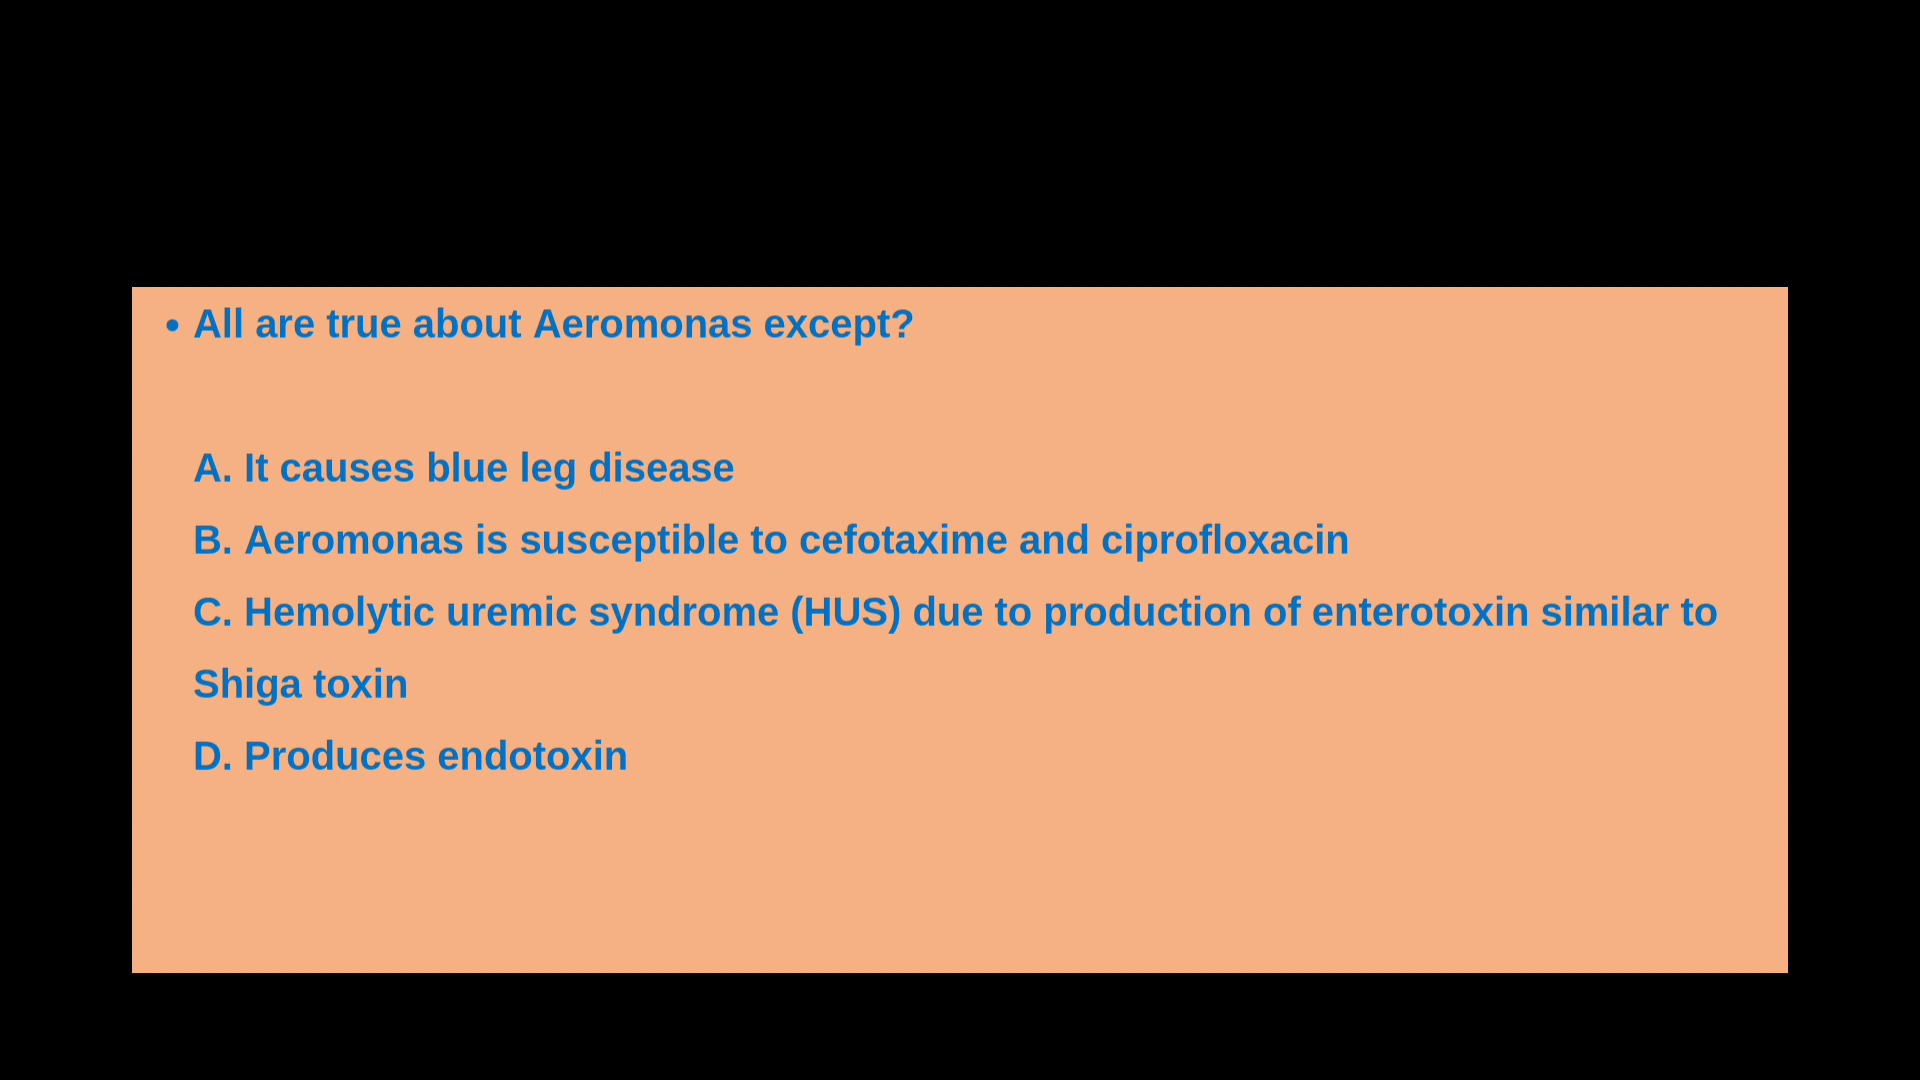 • All are true about Aeromonas except?
A. It causes blue leg disease
B. Aeromonas is susceptible to cefotaxime and ciprofloxacin
C. Hemolytic uremic syndrome (HUS) due to production of enterotoxin similar to
Shiga toxin
D. Produces endotoxin